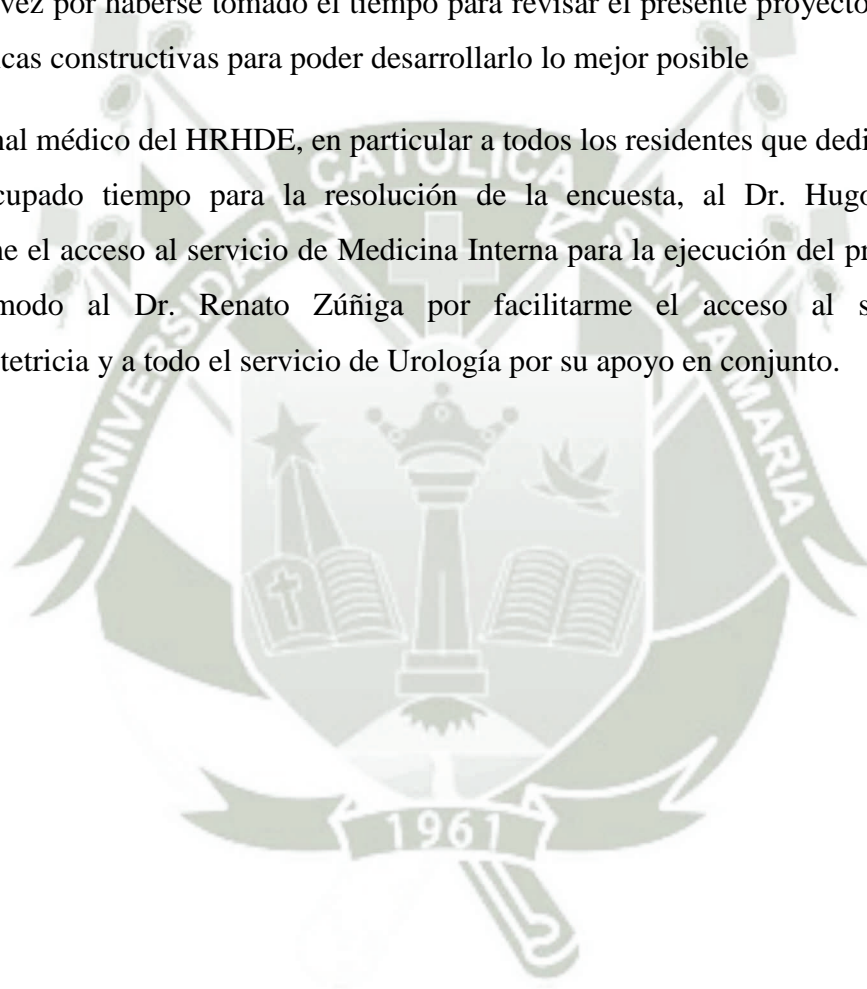 vez por haberse tomado el tiempo para revisar el presente proyecto
icas constructivas para poder desarrollarlo lo mejor posible
nal médico del HRHDE, en particular a todos los residentes que dedi
cupado tiempo para la resolución de la encuesta, al Dr. Hugo
ne el acceso al servicio de Medicina Interna para la ejecución del pr
modo al Dr. Renato Zúñiga por facilitarme el acceso al s
tetricia y a todo el servicio de Urología por su apoyo en conjunto.
UNIVERSIDAD CATOLICA SANTA MARIA
1961